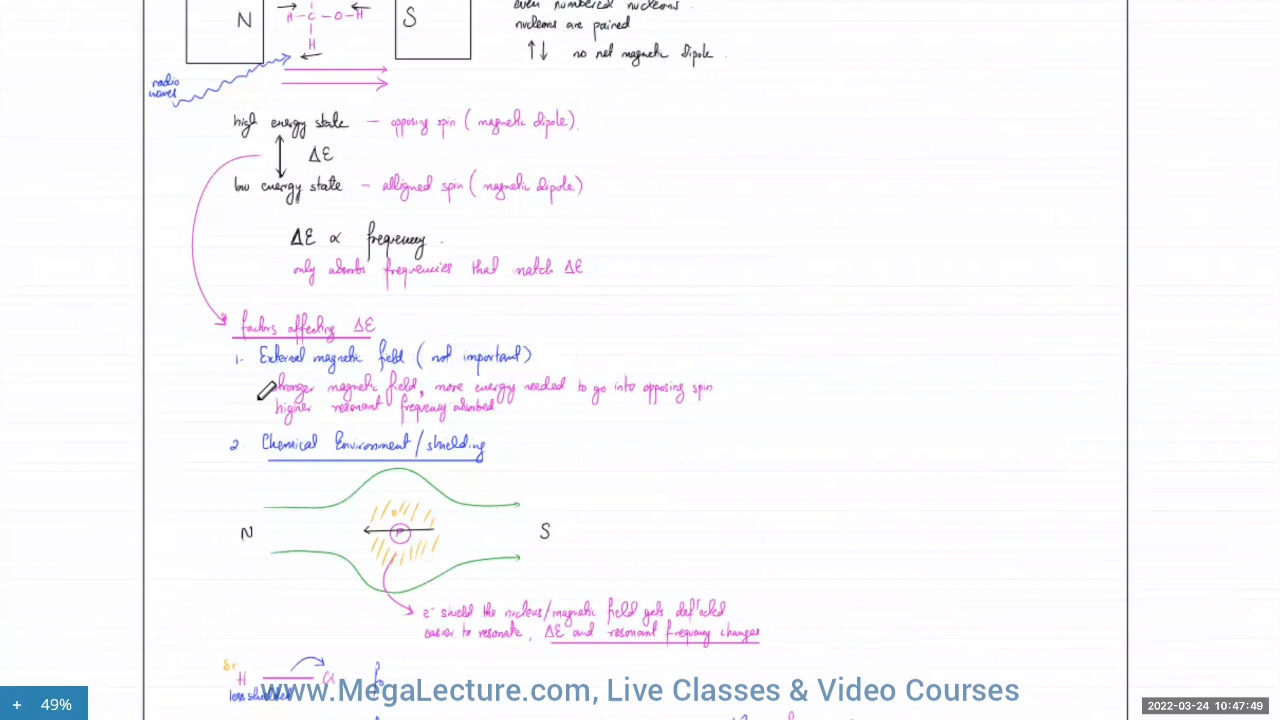 even numbered nucleons.
N H-C-O-H S
nucleons are paired
H
↑↓ no net magnetic dipole.
radio
waves
high energy state - opposing spin (magnetic dipole).
ΔE
low energy state - alligned spin (magnetic dipole)
ΔE ∝ frequency.
only absorbs frequencies that match ΔE
factors affecting ΔE
1. External magnetic field (not important)
stronger magnetic field, more energy needed to go into opposing spin
higher resonant frequency absorbed
2. Chemical Environment/shielding
N P S
e⁻ shield the nucleus/magnetic field gets
easier to resonate, ΔE and resonant frequency changes
δ+
H Cl
less shielded
www.MegaLecture.com, Live Classes & Video Courses
+ 49%
2022-03-24 10:47:49